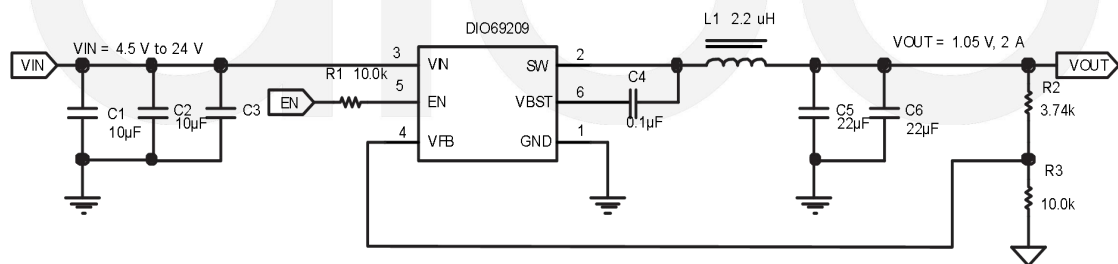 L1 2.2 uH
DIO69209
VIN = 4.5 V to 24 V
VOUT = 1.05 V, 2 A
VIN
3
VIN
SW
2
VOUT
R1 10.0k
C4
R2
EN
5
EN
VBST
6
3.74k
C1
10µF
C2
10µF
C3
0.1µF
C5
22µF
C6
22µF
4
VFB
GND
1
R3
10.0k